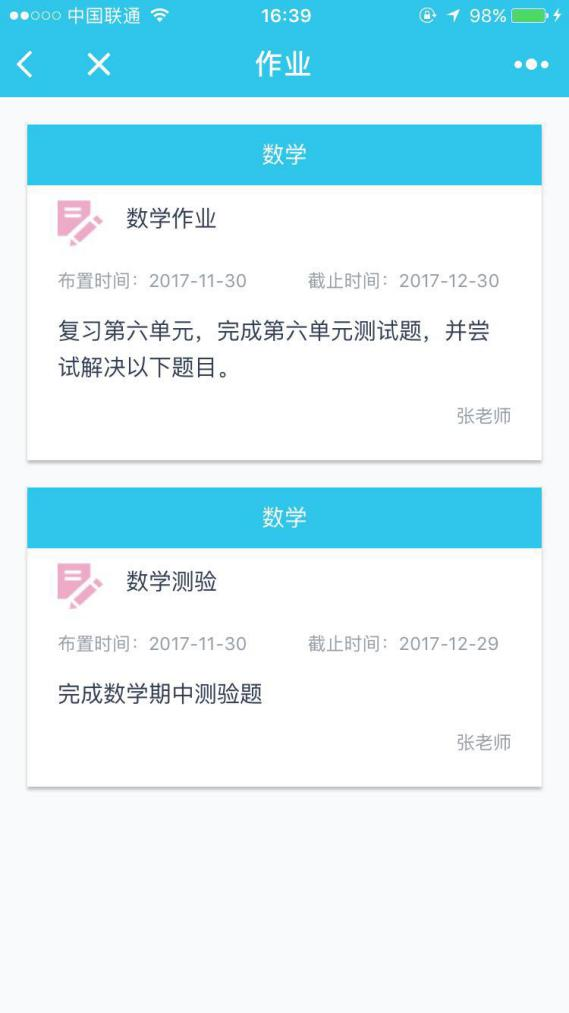 中国联通 16:39 98%
作业
数学
数学作业
布置时间：2017-11-30 截止时间：2017-12-30
复习第六单元，完成第六单元测试题，并尝
试解决以下题目。
张老师
数学
数学测验
布置时间：2017-11-30 截止时间：2017-12-29
完成数学期中测验题
张老师